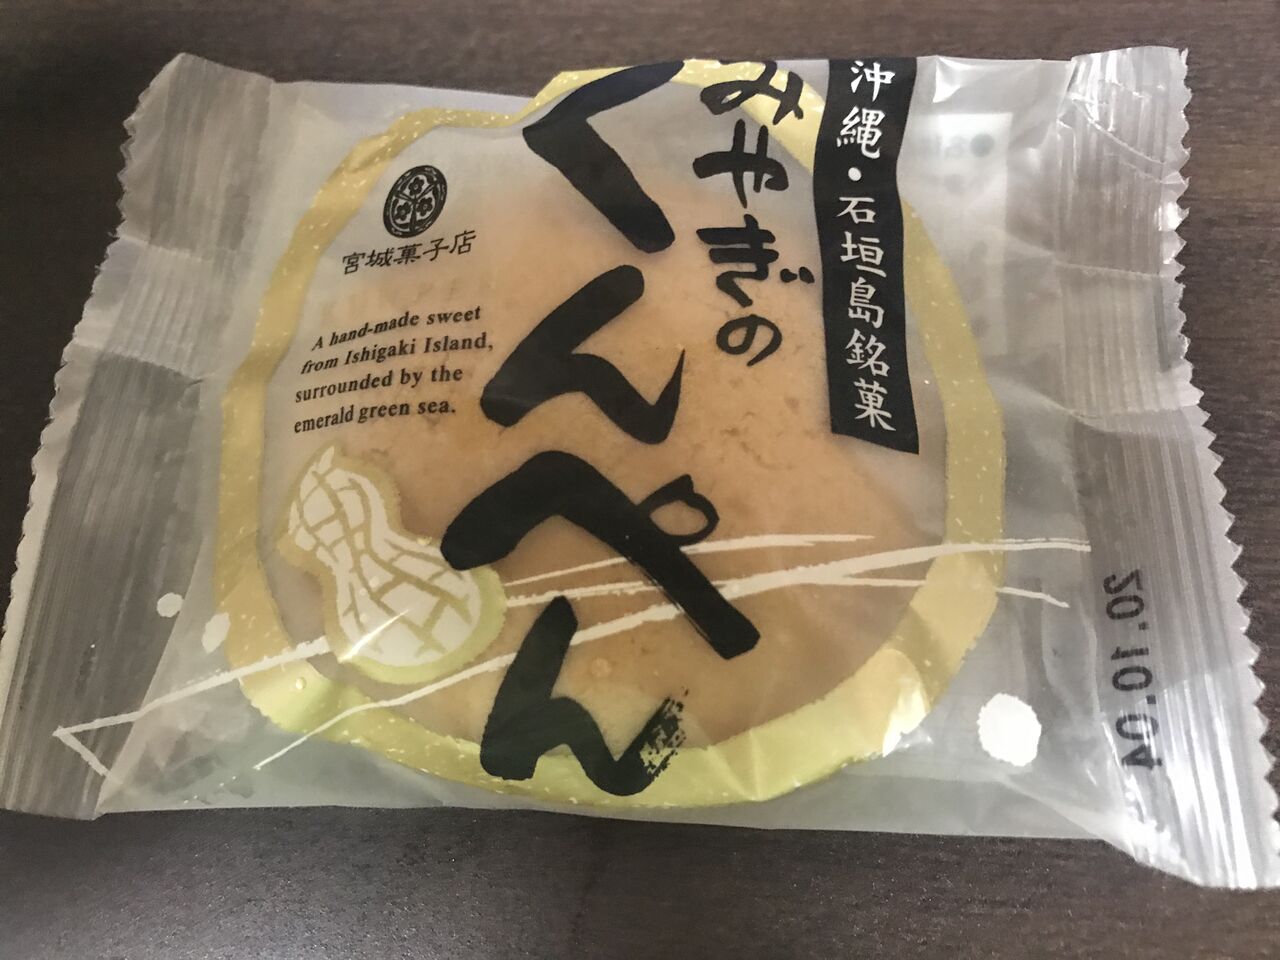 沖縄・石垣島銘菓
みやぎの
くんぺん
宮城菓子店
A hand-made sweet
from Ishigaki Island,
surrounded by the
emerald green sea.
20.10.04